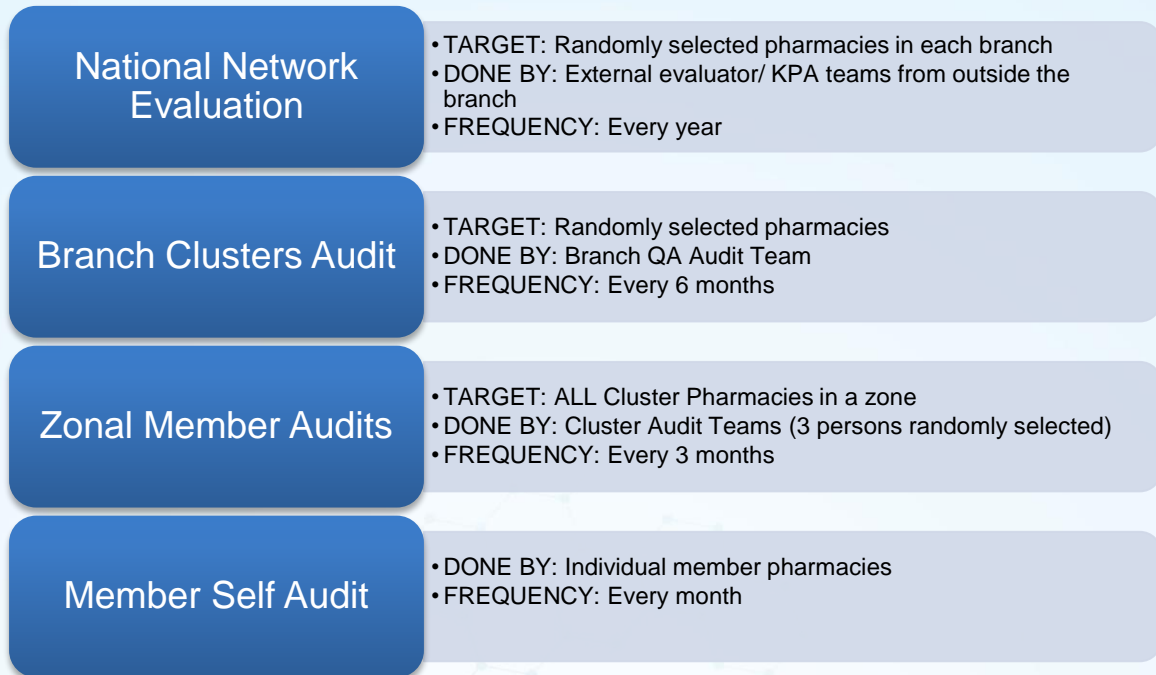 National Network
Evaluation
• TARGET: Randomly selected pharmacies in each branch
• DONE BY: External evaluator/ KPA teams from outside the
branch
• FREQUENCY: Every year
Branch Clusters Audit
• TARGET: Randomly selected pharmacies
• DONE BY: Branch QA Audit Team
• FREQUENCY: Every 6 months
Zonal Member Audits
• TARGET: ALL Cluster Pharmacies in a zone
• DONE BY: Cluster Audit Teams (3 persons randomly selected)
• FREQUENCY: Every 3 months
Member Self Audit
• DONE BY: Individual member pharmacies
• FREQUENCY: Every month